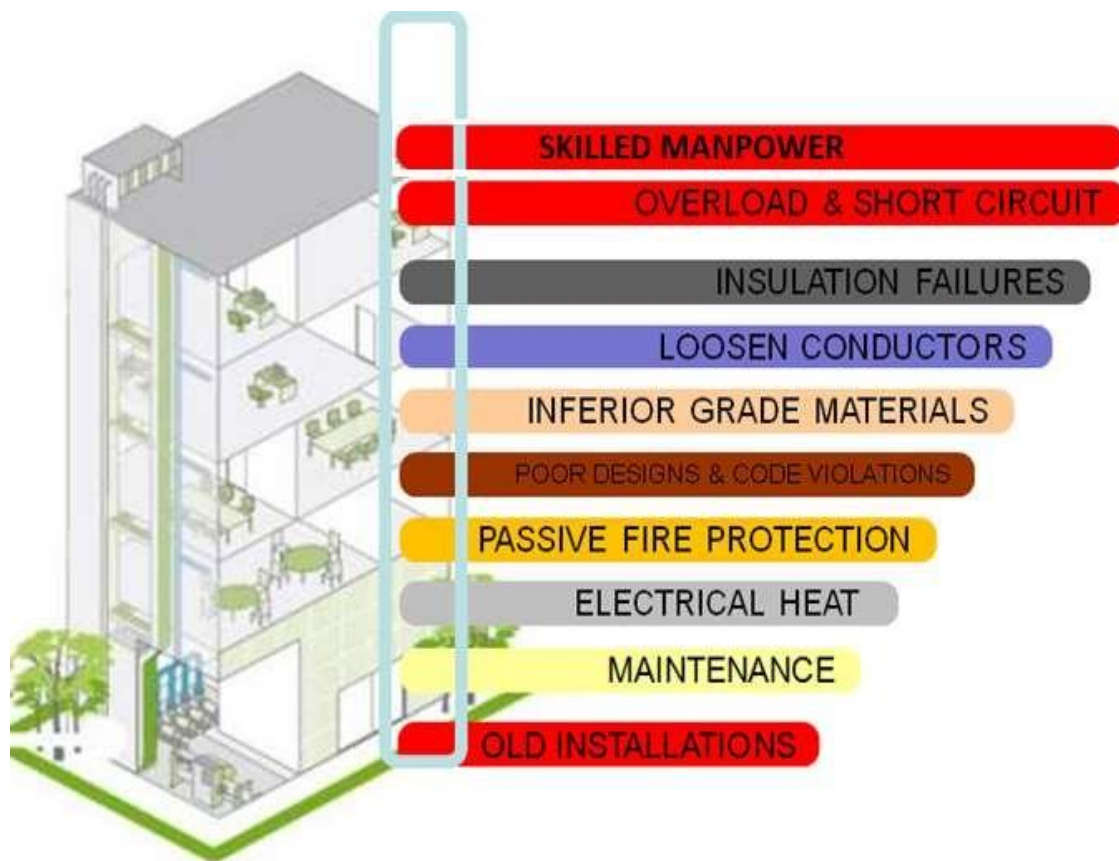 SKILLED MANPOWER
OVERLOAD & SHORT CIRCUIT
INSULATION FAILURES
LOOSEN CONDUCTORS
INFERIOR GRADE MATERIALS
POOR DESIGNS & CODE VIOLATIONS
PASSIVE FIRE PROTECTION
ELECTRICAL HEAT
MAINTENANCE
OLD INSTALLATIONS